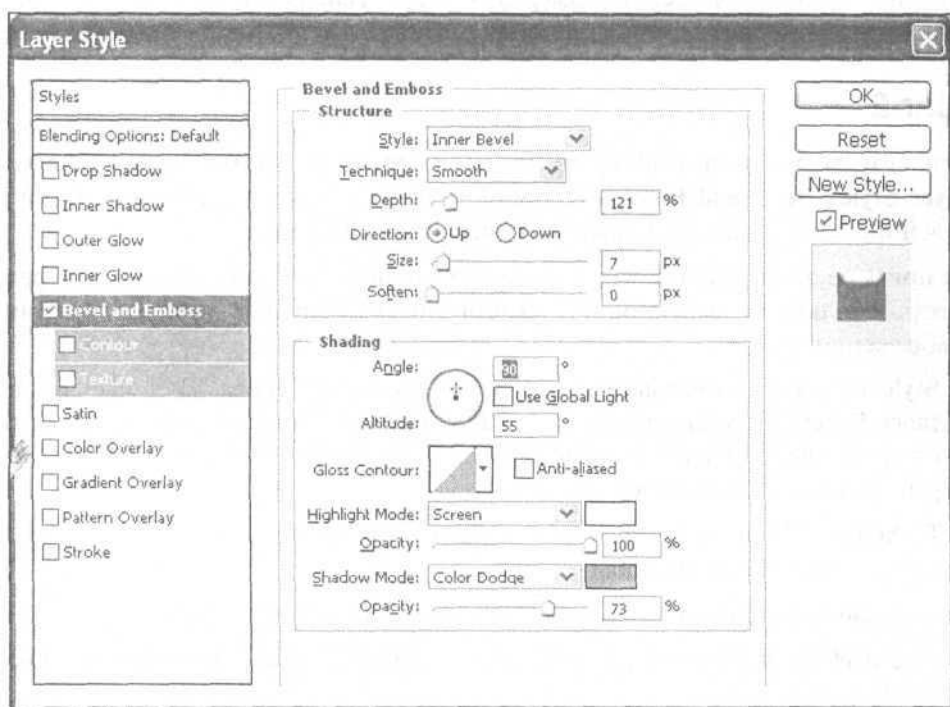 Layer Style
Styles
Blending Options: Default
Drop Shadow
Inner Shadow
Outer Glow
Inner Glow
Bevel and Emboss
Contour
Texture
Satin
Color Overlay
Gradient Overlay
Pattern Overlay
Stroke
Bevel and Emboss
Structure
Style: Inner Bevel
Technique: Smooth
Depth: 121 %
Direction: Up Down
Size: 7 px
Soften: 0 px
Shading
Angle: 90 °
Use Global Light
Altitude: 55 °
Gloss Contour: Anti-aliased
Highlight Mode: Screen
Opacity: 100 %
Shadow Mode: Color Dodge
Opacity: 73 %
OK
Reset
New Style...
Preview